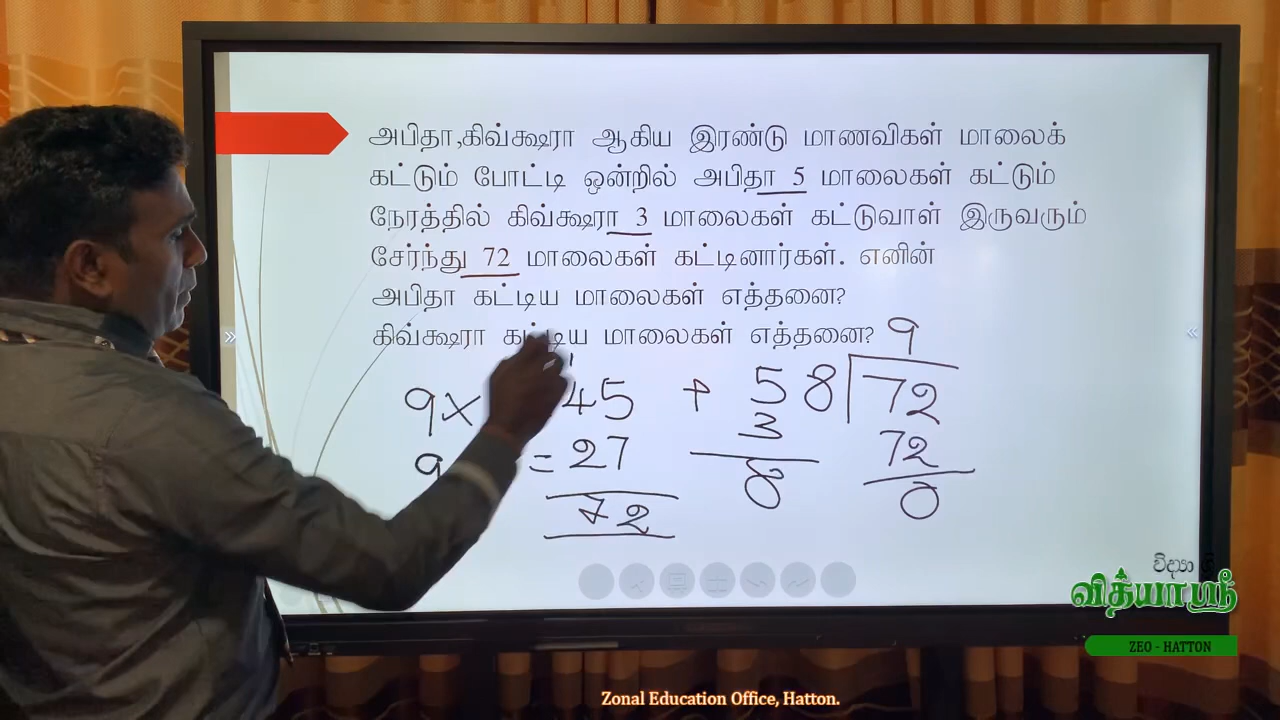 அபிதா,கிவ்க்ஷரா ஆகிய இரண்டு மாணவிகள் மாலைக்
கட்டும் போட்டி ஒன்றில் அபிதா 5 மாலைகள் கட்டும்
நேரத்தில் கிவ்க்ஷரா 3 மாலைகள் கட்டுவாள் இருவரும்
சேர்ந்து 72 மாலைகள் கட்டினார்கள். எனின்
அபிதா கட்டிய மாலைகள் எத்தனை?
கிவ்க்ஷரா கட்டிய மாலைகள் எத்தனை?
9
9× 45 + 5 8 72
3
9 = 27 72
8 0
72
විද්‍යා ශ්‍රී
வித்யா ஸ்ரீ
ZEO - HATTON
Zonal Education Office, Hatton.